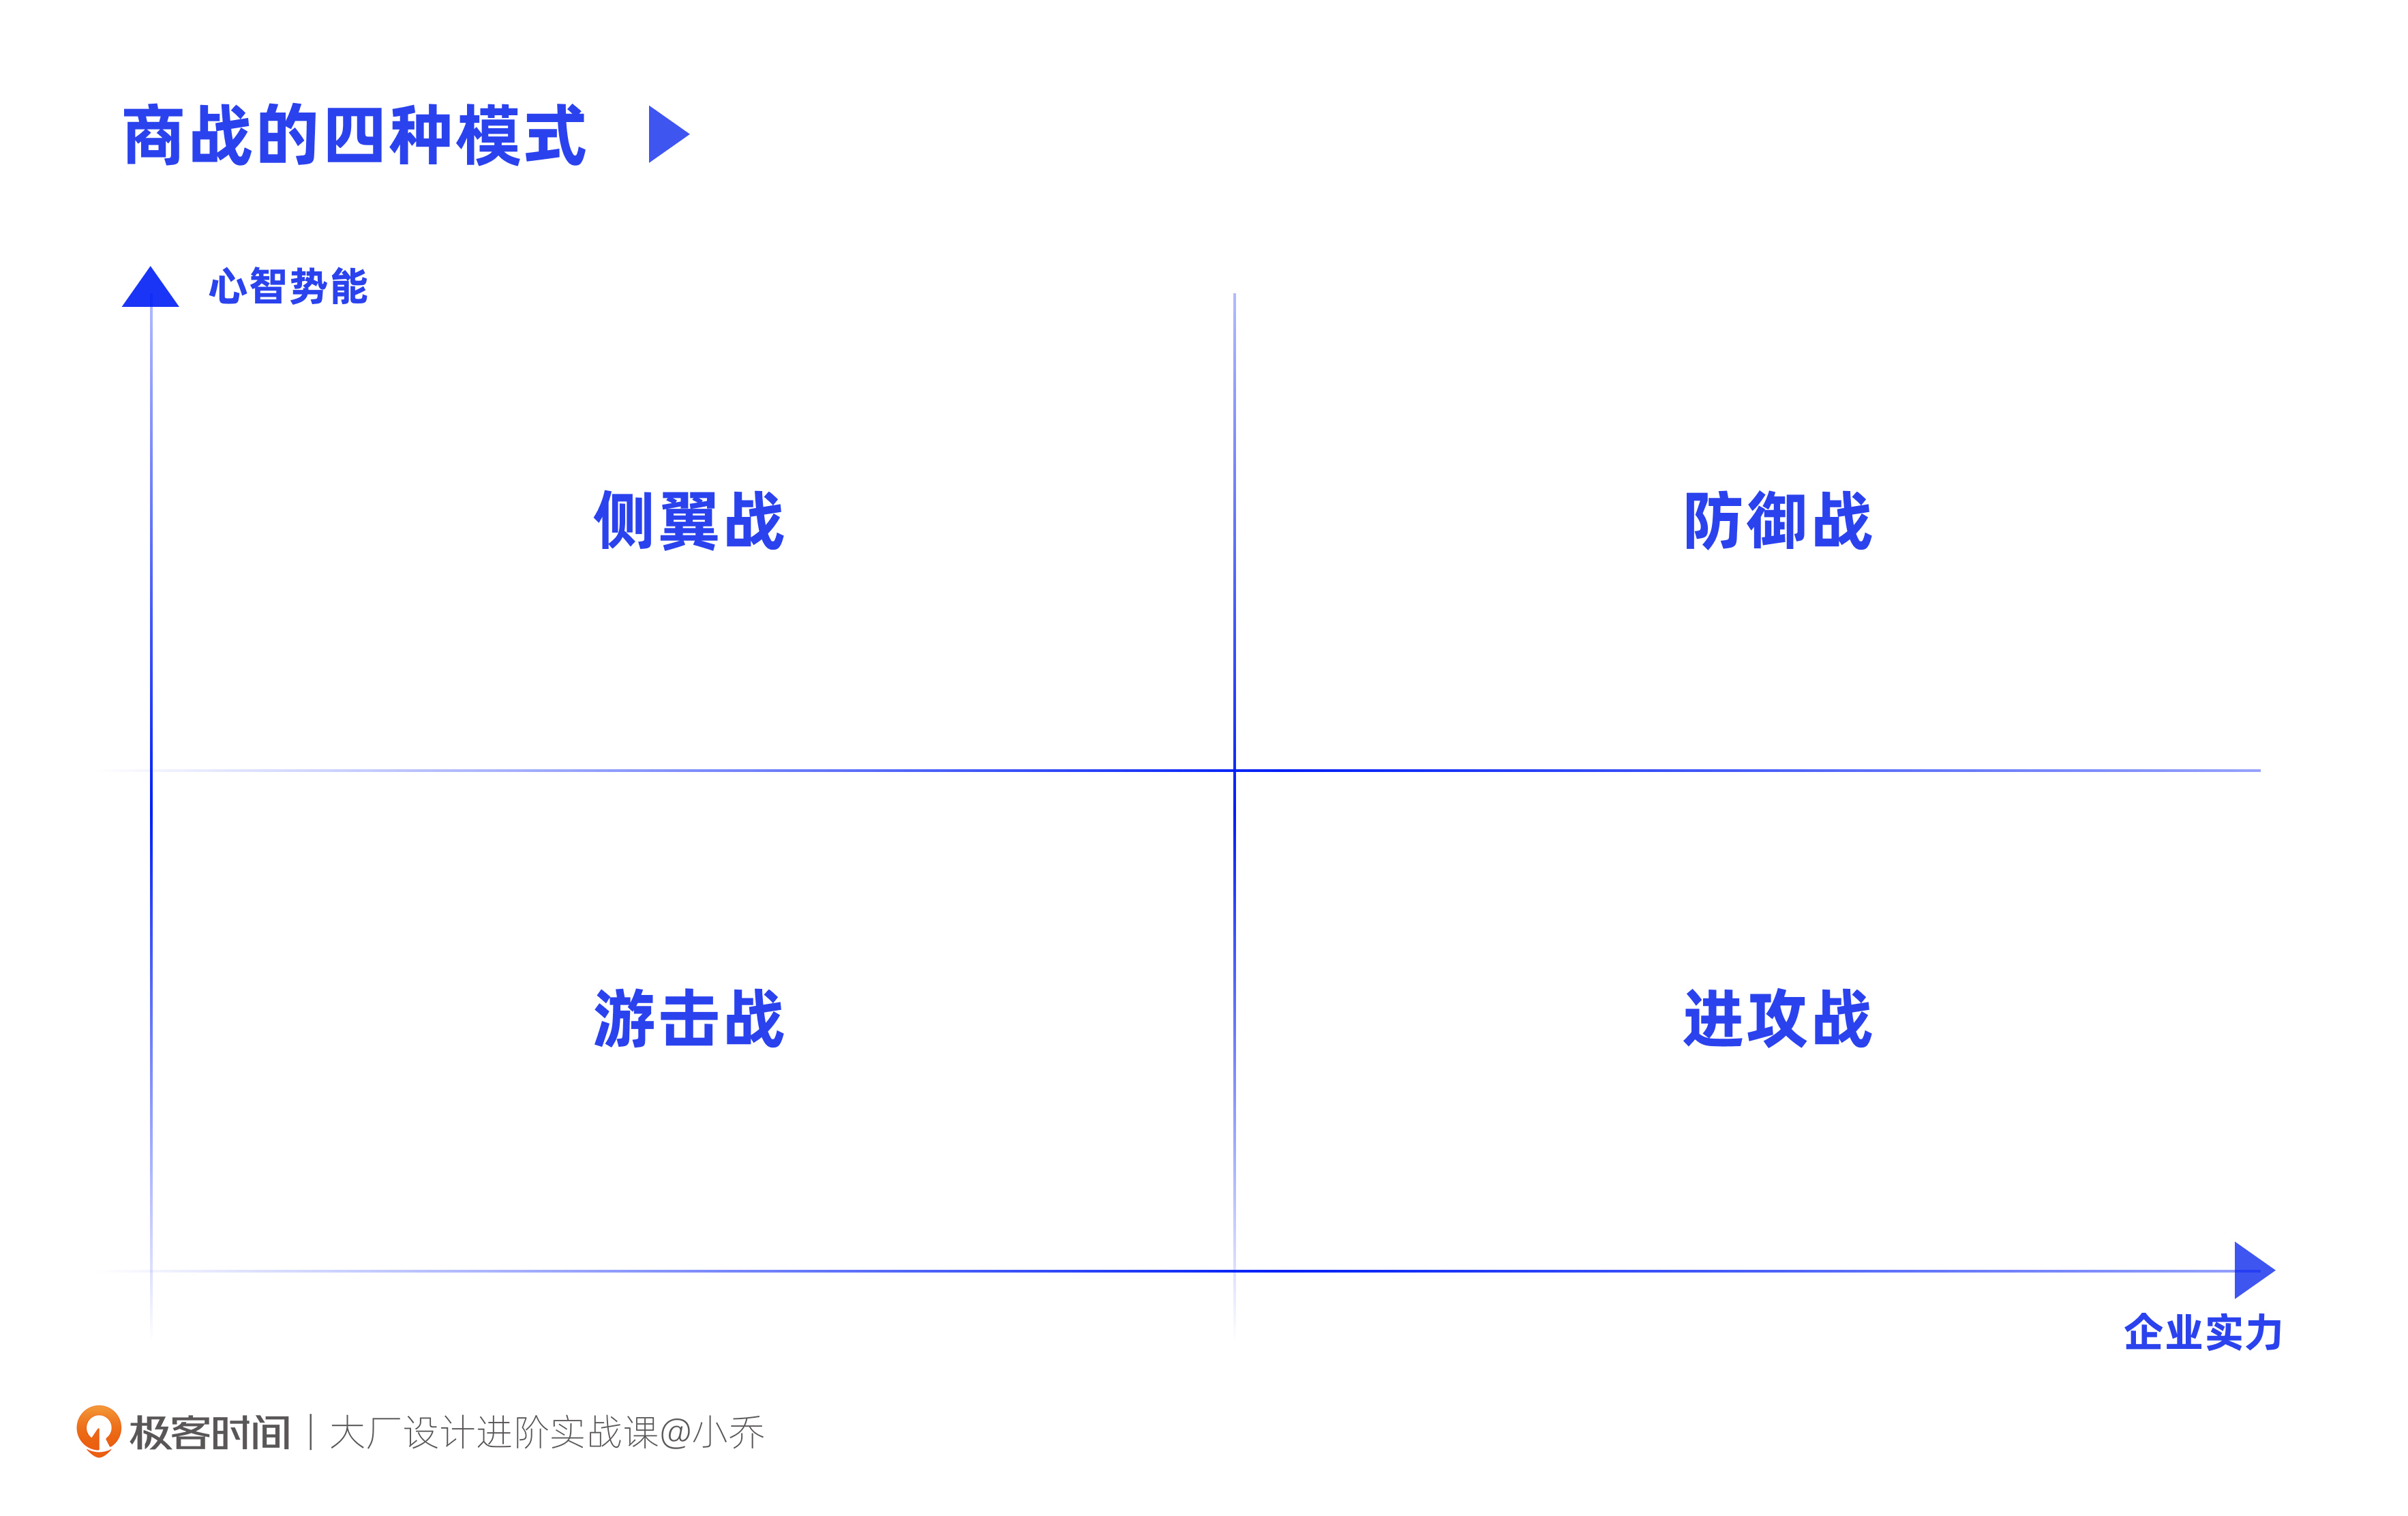 商战的四种模式
心智势能
侧翼战
防御战
游击战
进攻战
企业实力
极客时间 | 大厂设计进阶实战课@小乔